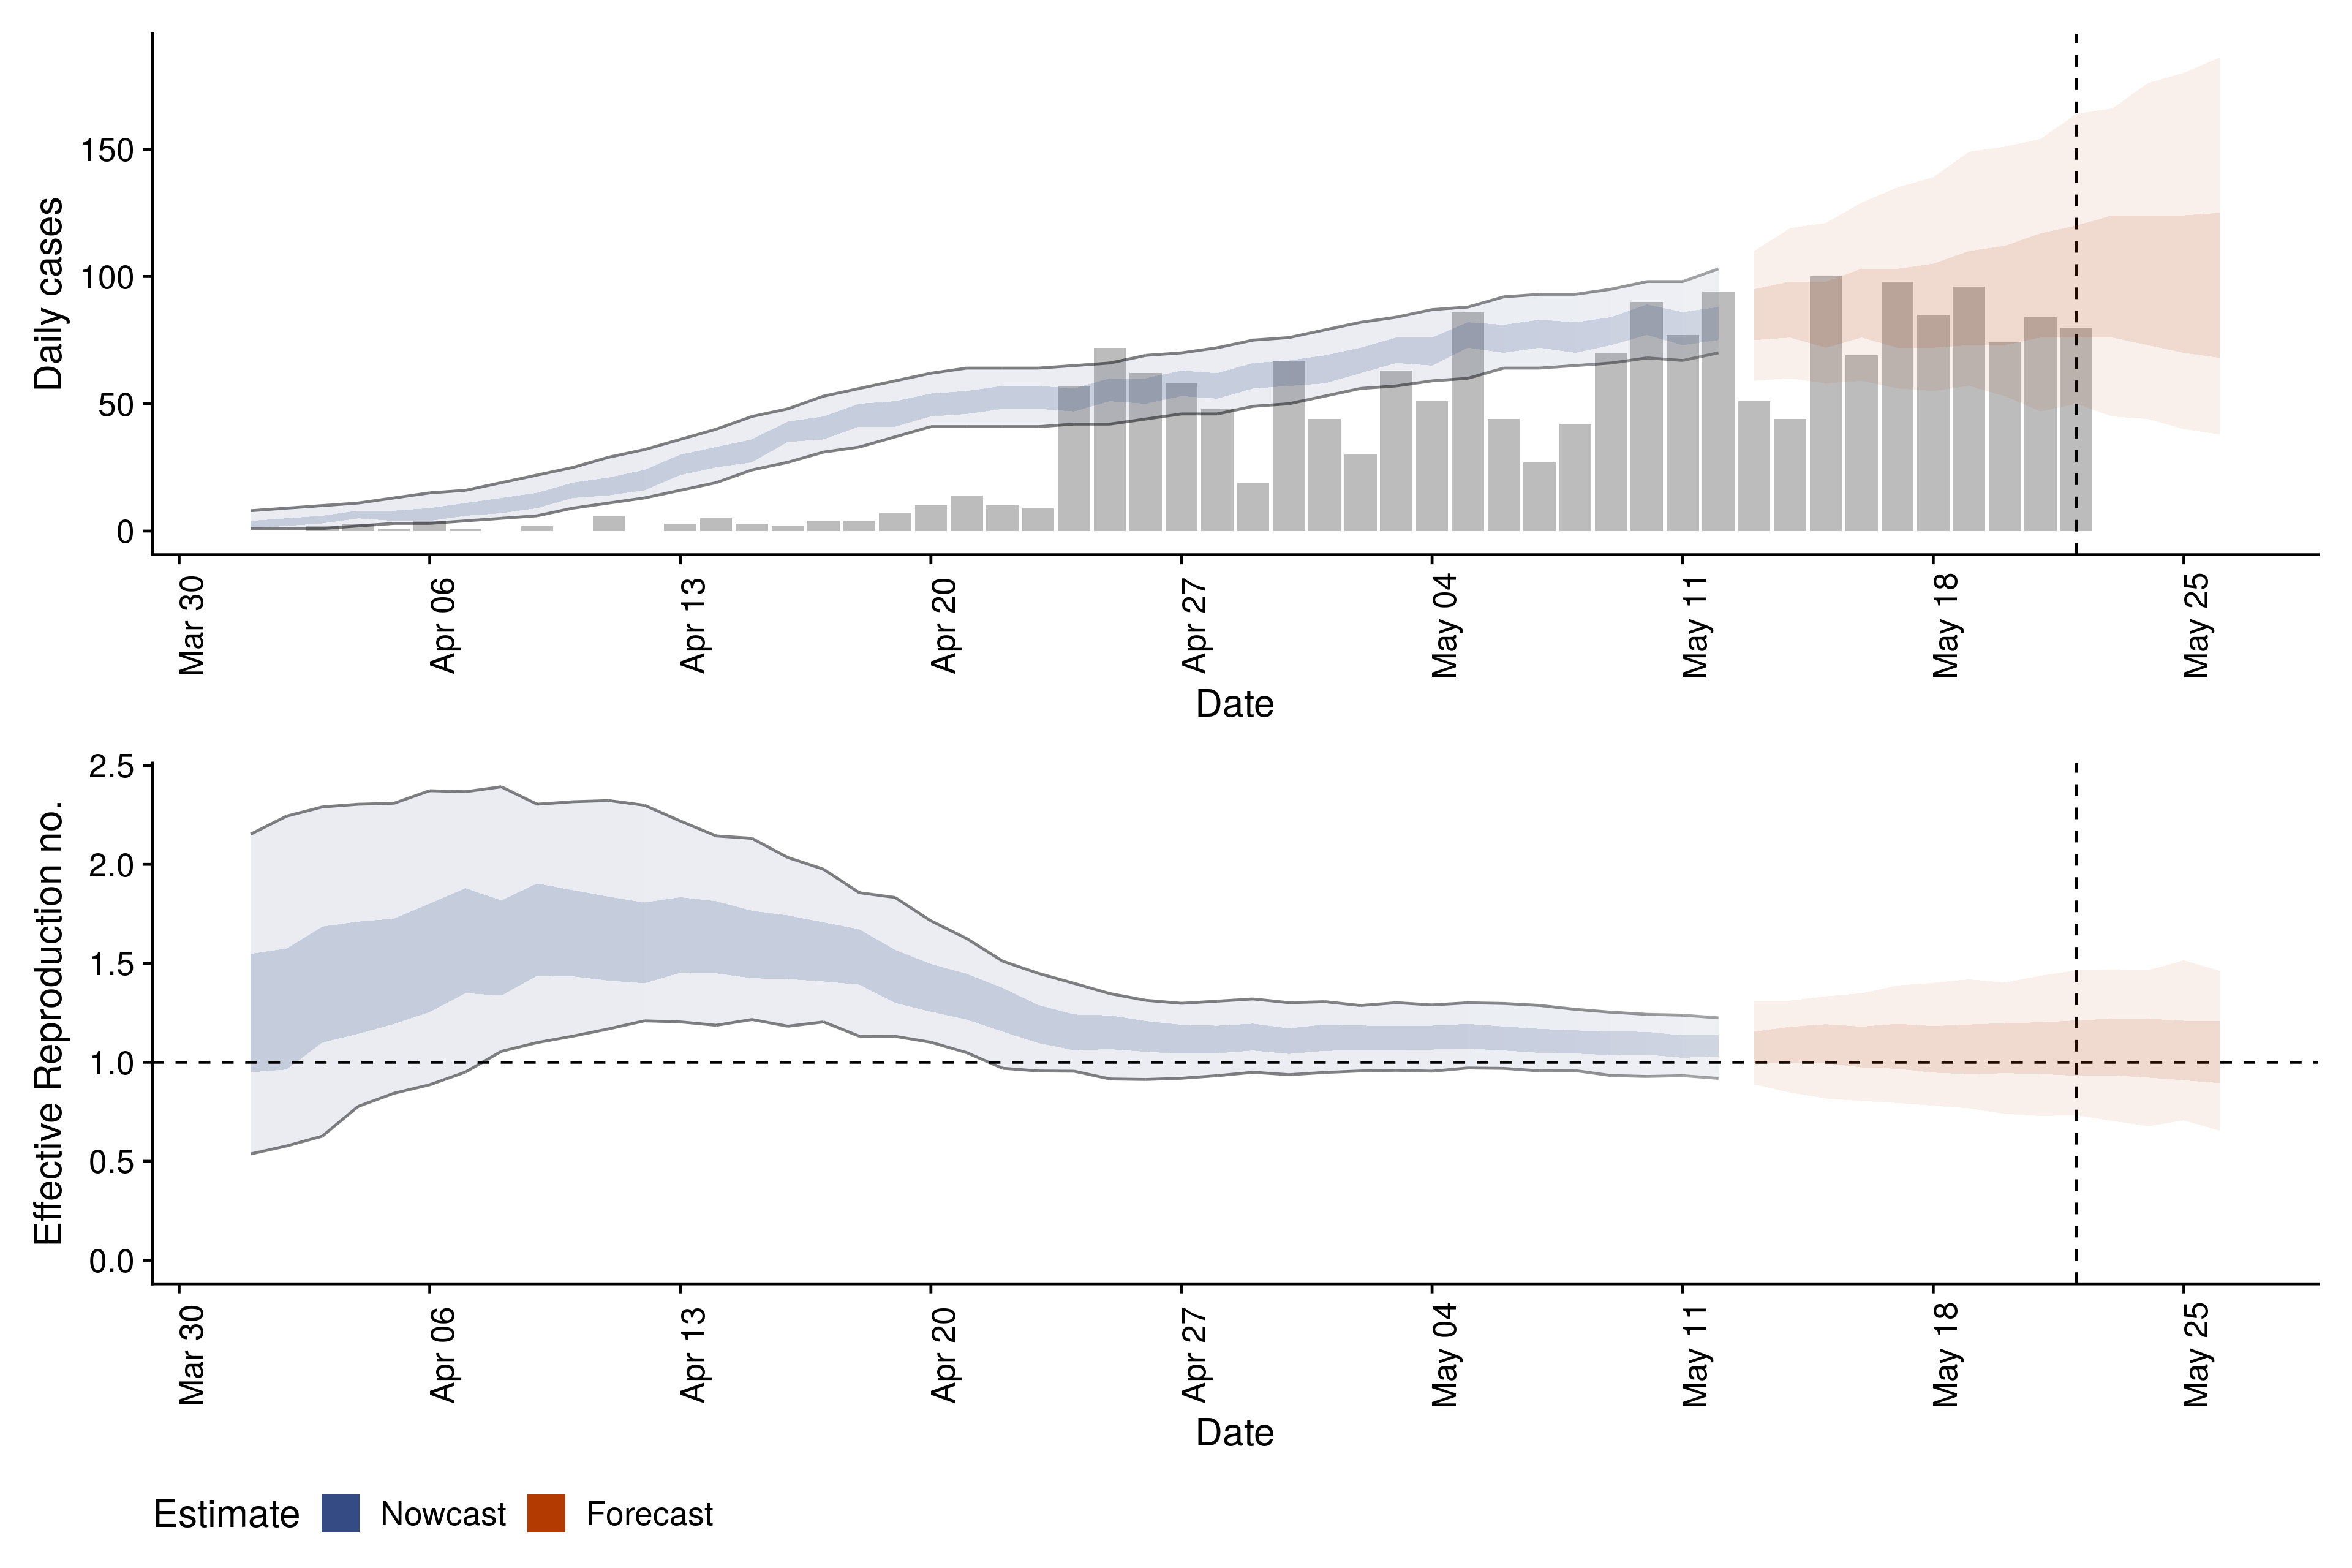 Daily cases
150
100
50
0
Mar 30
Apr 06
Apr 13
Apr 20
Apr 27
May 04
May 11
May 18
May 25
Date
Effective Reproduction no.
2.5
2.0
1.5
1.0
0.5
0.0
Mar 30
Apr 06
Apr 13
Apr 20
Apr 27
May 04
May 11
May 18
May 25
Date
Estimate Nowcast Forecast